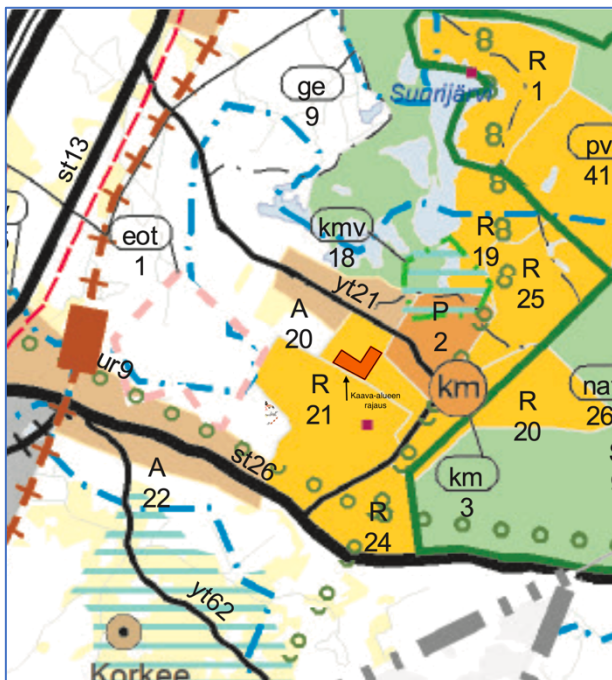 R
1
Suurijärvi
ge
9
pv
41
st13
eot
1
kmv
18
R
19
R
25
yt21
A
20
P
2
ur9
Kaava-alueen
rajaus
km
R
21
R
20
nat
26
A
22
st26
km
3
R
24
yt62
Korkee